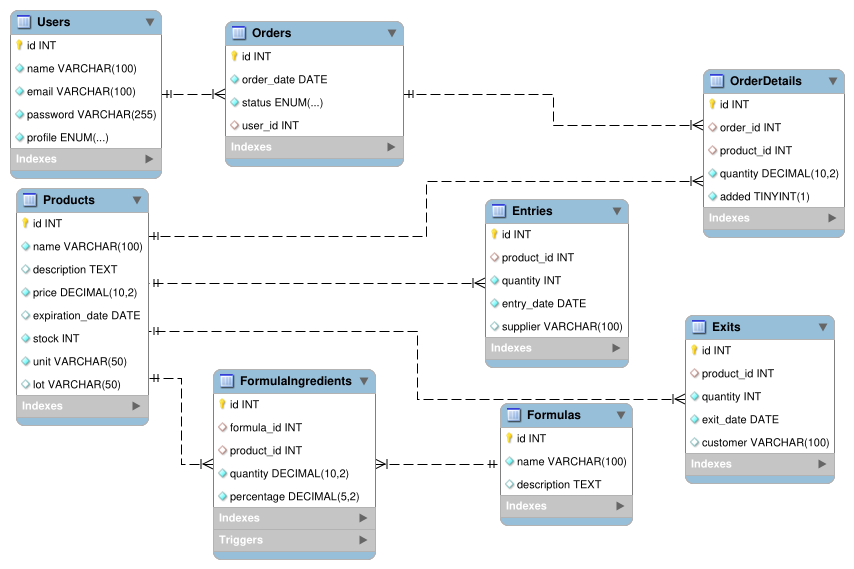 Users
id INT
name VARCHAR(100)
email VARCHAR(100)
password VARCHAR(255)
profile ENUM(...)
Indexes
Orders
id INT
order_date DATE
status ENUM(...)
user_id INT
Indexes
OrderDetails
id INT
order_id INT
product_id INT
quantity DECIMAL(10,2)
added TINYINT(1)
Indexes
Products
id INT
name VARCHAR(100)
description TEXT
price DECIMAL(10,2)
expiration_date DATE
stock INT
unit VARCHAR(50)
lot VARCHAR(50)
Indexes
Entries
id INT
product_id INT
quantity INT
entry_date DATE
supplier VARCHAR(100)
Indexes
Exits
id INT
product_id INT
quantity INT
exit_date DATE
customer VARCHAR(100)
Indexes
FormulaIngredients
id INT
formula_id INT
product_id INT
quantity DECIMAL(10,2)
percentage DECIMAL(5,2)
Indexes
Triggers
Formulas
id INT
name VARCHAR(100)
description TEXT
Indexes